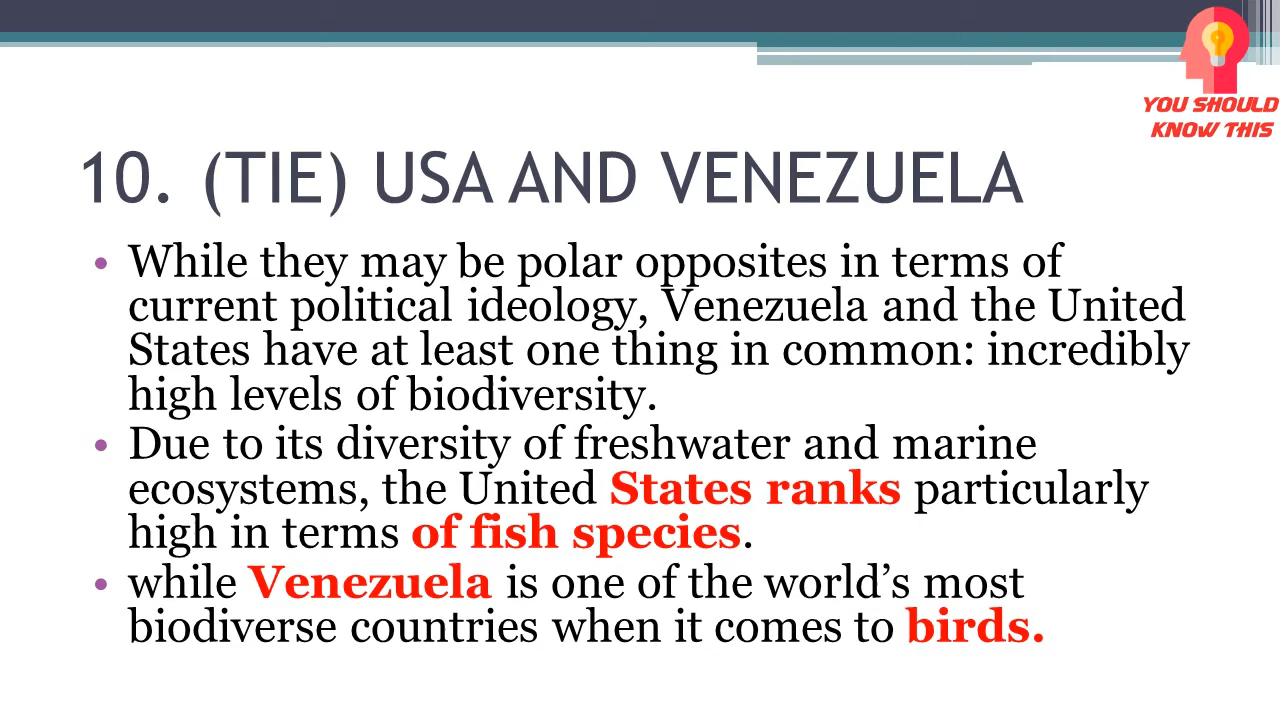 YOU SHOULD
KNOW THIS
10. (TIE) USA AND VENEZUELA
• While they may be polar opposites in terms of
current political ideology, Venezuela and the United
States have at least one thing in common: incredibly
high levels of biodiversity.
• Due to its diversity of freshwater and marine
ecosystems, the United States ranks particularly
high in terms of fish species.
• while Venezuela is one of the world’s most
biodiverse countries when it comes to birds.